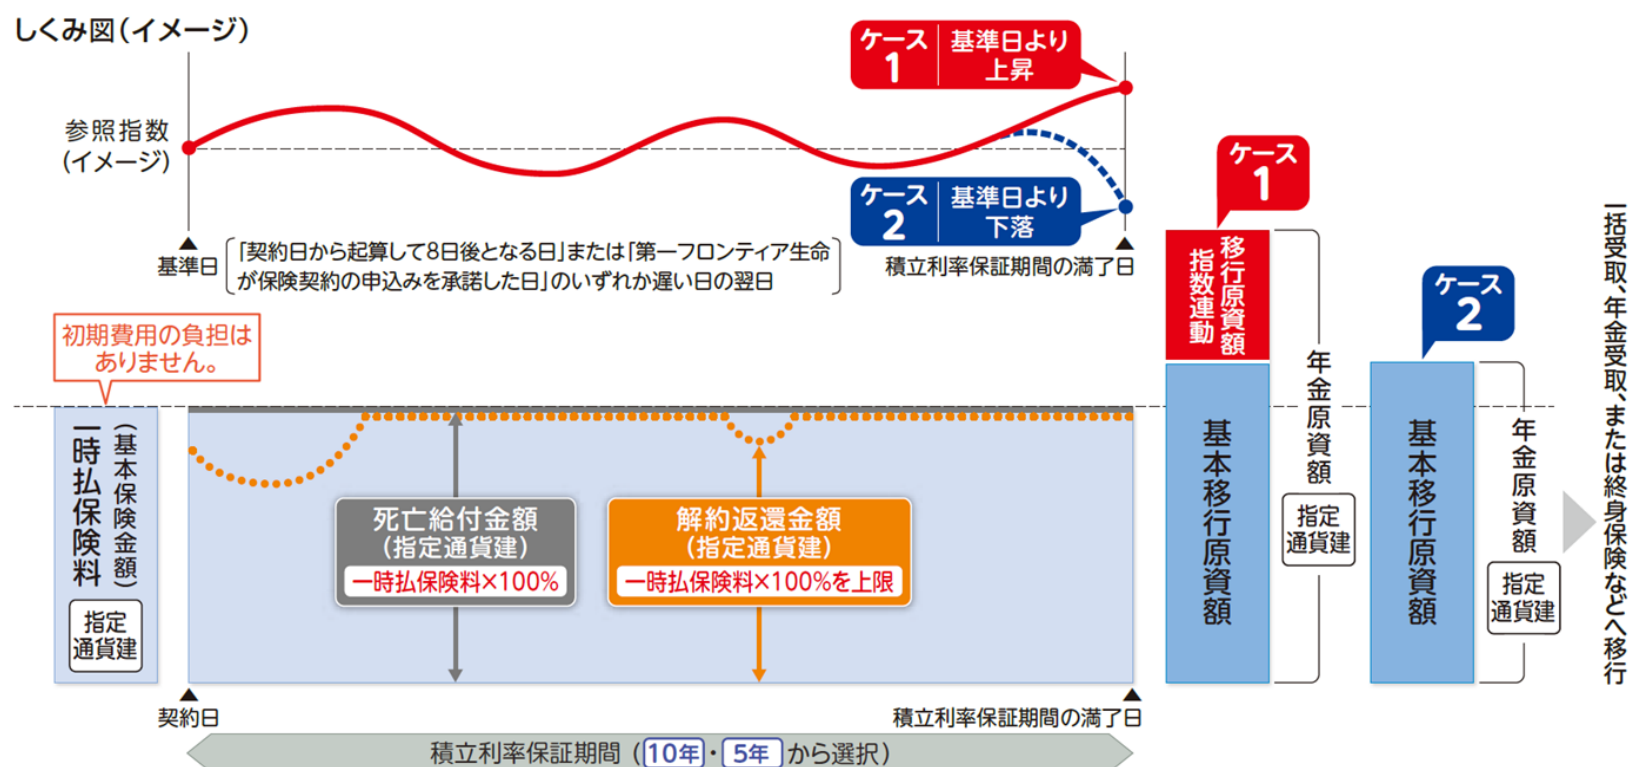 しくみ図(イメージ)
ケース
1
基準日より
上昇
参照指数
(イメージ)
ケース
2
基準日より
下落
基準日
「契約日から起算して8日後となる日」または「第一フロンティア生命
が保険契約の申込みを承諾した日」のいずれか遅い日の翌日
積立利率保証期間の満了日
初期費用の負担は
ありません。
一時払保険料
(基本保険金額)
指定
通貨建
死亡給付金額
(指定通貨建)
一時払保険料×100%
解約返還金額
(指定通貨建)
一時払保険料×100%を上限
契約日
積立利率保証期間の満了日
積立利率保証期間 (10年・5年から選択)
ケース
1
移行原資額
指数連動
基本移行原資額
年金原資額
指定
通貨建
ケース
2
基本移行原資額
年金原資額
指定
通貨建
一括受取、年金受取、または終身保険などへ移行